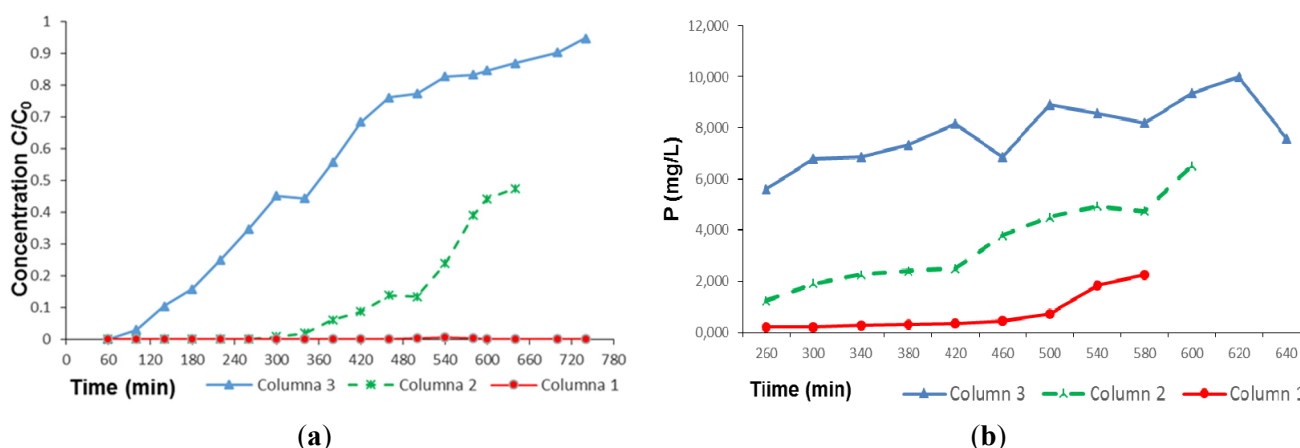 Concentration C/C0
1
0.9
0.8
0.7
0.6
0.5
0.4
0.3
0.2
0.1
0
0 60 120 180 240 300 360 420 480 540 600 660 720 780
Time (min)
Columna 3 Columna 2 Columna 1
(a)
P (mg/L)
12,000
10,000
8,000
6,000
4,000
2,000
0,000
260 300 340 380 420 460 500 540 580 600 620 640
Tiime (min)
Column 3 Column 2 Column 1
(b)